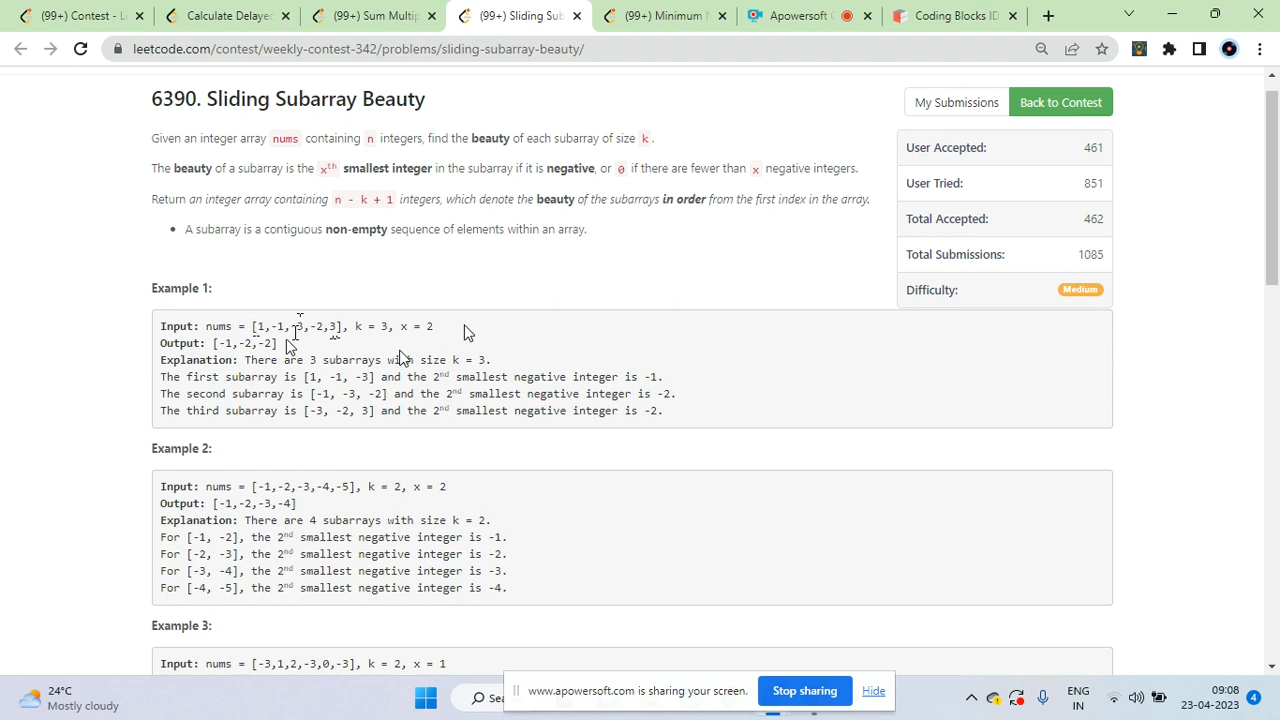 (99+) Contest - Li
Calculate Delayed
(99+) Sum Multip
(99+) Sliding Sub
(99+) Minimum N
Apowersoft
Coding Blocks ID
leetcode.com/contest/weekly-contest-342/problems/sliding-subarray-beauty/
6390. Sliding Subarray Beauty
My Submissions
Back to Contest
Given an integer array nums containing n integers, find the beauty of each subarray of size k.
The beauty of a subarray is the xth smallest integer in the subarray if it is negative, or 0 if there are fewer than x negative integers.
Return an integer array containing n - k + 1 integers, which denote the beauty of the subarrays in order from the first index in the array.
• A subarray is a contiguous non-empty sequence of elements within an array.
User Accepted: 461
User Tried: 851
Total Accepted: 462
Total Submissions: 1085
Difficulty: Medium
Example 1:
Input: nums = [1,-1,-3,-2,3], k = 3, x = 2
Output: [-1,-2,-2]
Explanation: There are 3 subarrays with size k = 3.
The first subarray is [1, -1, -3] and the 2nd smallest negative integer is -1.
The second subarray is [-1, -3, -2] and the 2nd smallest negative integer is -2.
The third subarray is [-3, -2, 3] and the 2nd smallest negative integer is -2.
Example 2:
Input: nums = [-1,-2,-3,-4,-5], k = 2, x = 2
Output: [-1,-2,-3,-4]
Explanation: There are 4 subarrays with size k = 2.
For [-1, -2], the 2nd smallest negative integer is -1.
For [-2, -3], the 2nd smallest negative integer is -2.
For [-3, -4], the 2nd smallest negative integer is -3.
For [-4, -5], the 2nd smallest negative integer is -4.
Example 3:
Input: nums = [-3,1,2,-3,0,-3], k = 2, x = 1
www.apowersoft.com is sharing your screen.
Stop sharing
Hide
24°C
Mostly cloudy
Sea
ENG
IN
09:08
23-04-2023
4